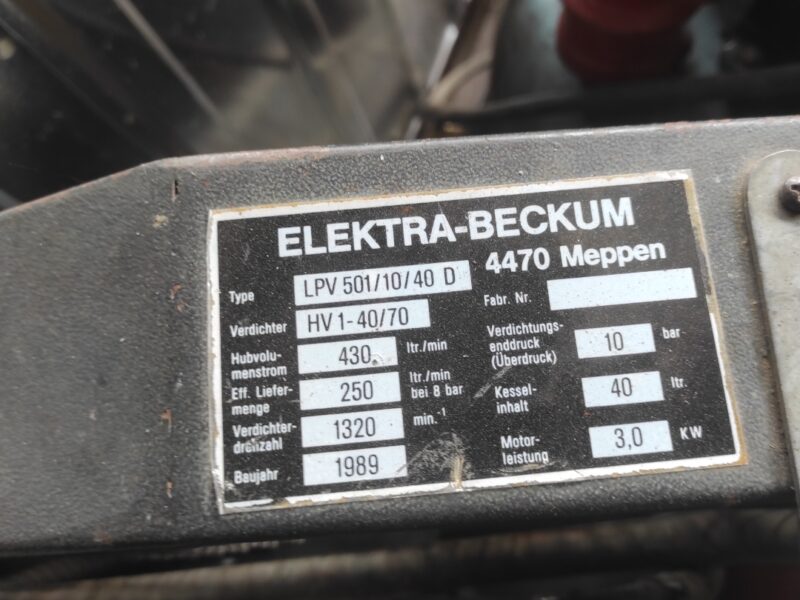 ELEKTRA-BECKUM
4470 Meppen
Type LPV 501/10/40 D
Fabr. Nr.
Verdichter HV 1-40/70
Hubvolu-
menstrom 430 ltr./min
Eff. Liefer-
menge 250 ltr./min
bei 8 bar
Verdichter-
drehzahl 1320 min.-1
Baujahr 1989
Verdichtungs-
enddruck
(Überdruck) 10 bar
Kessel-
inhalt 40 ltr.
Motor-
leistung 3,0 KW